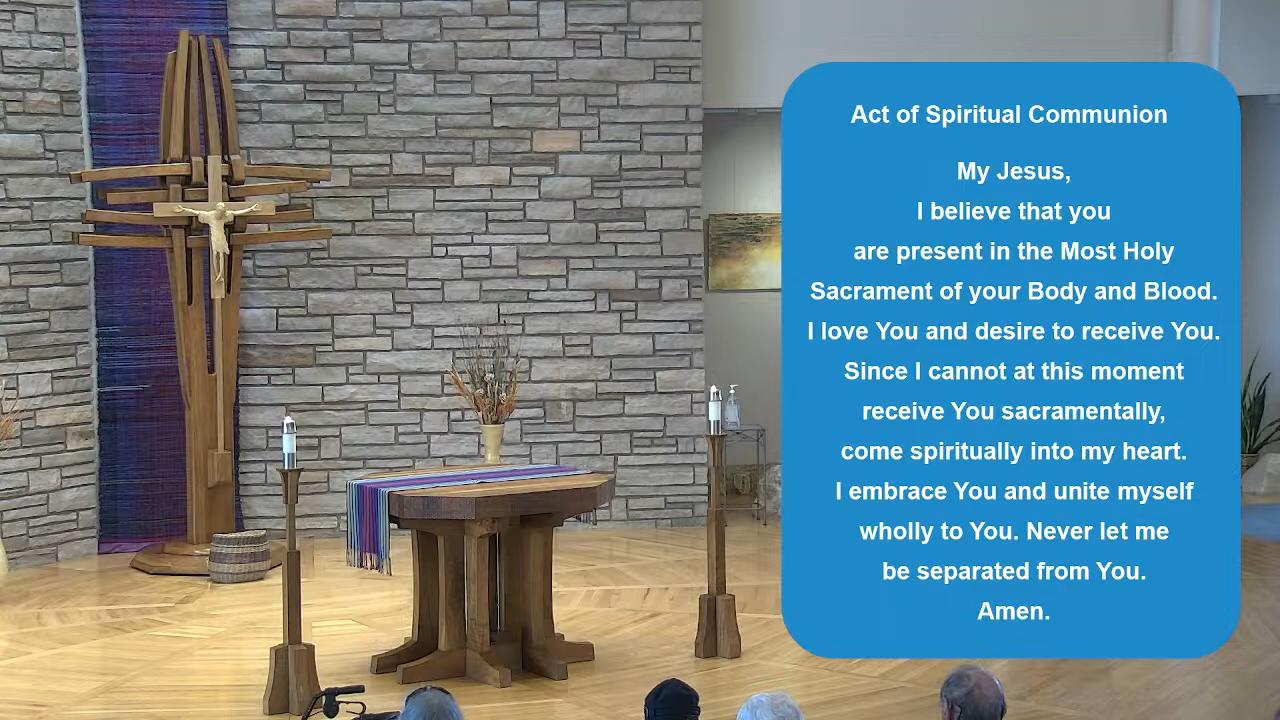 Act of Spiritual Communion
My Jesus,
I believe that you
are present in the Most Holy
Sacrament of your Body and Blood.
I love You and desire to receive You.
Since I cannot at this moment
receive You sacramentally,
come spiritually into my heart.
I embrace You and unite myself
wholly to You. Never let me
be separated from You.
Amen.